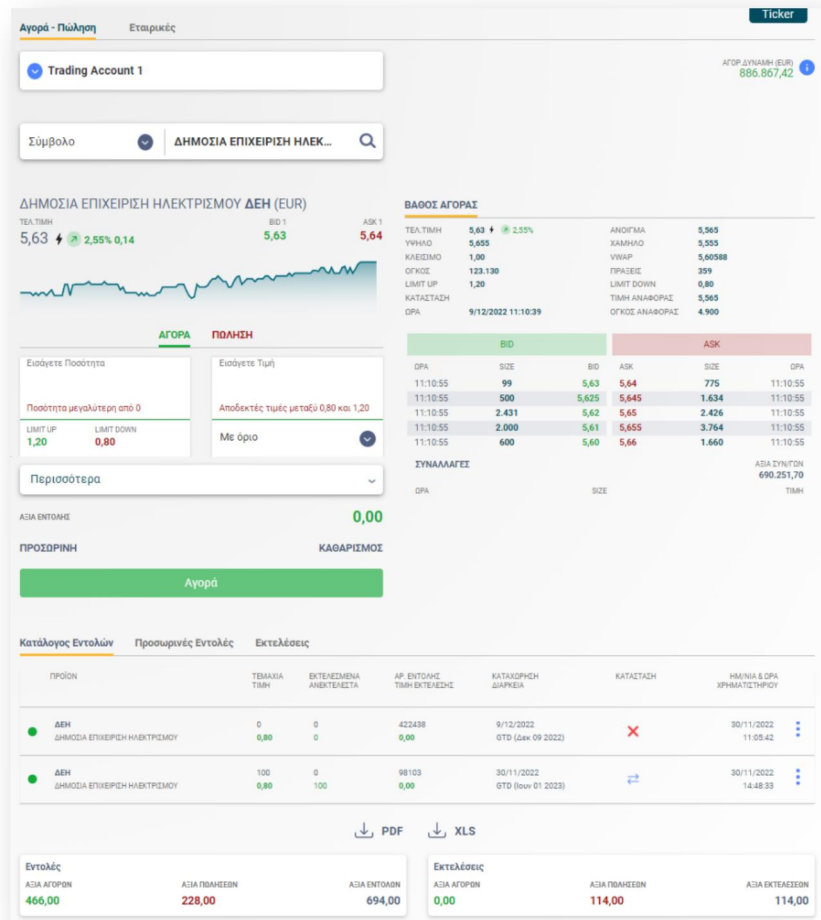 Ticker
Αγορά - Πώληση Εταιρικές
Trading Account 1
ΑΓΟΡ.ΔΥΝΑΜΗ (EUR)
886.867,42
Σύμβολο ΔΗΜΟΣΙΑ ΕΠΙΧΕΙΡΙΣΗ ΗΛΕΚ...
ΔΗΜΟΣΙΑ ΕΠΙΧΕΙΡΙΣΗ ΗΛΕΚΤΡΙΣΜΟΥ ΔΕΗ (EUR)
ΤΕΛ.ΤΙΜΗ BID 1 ASK 1
5,63 2,55% 0,14 5,63 5,64
ΑΓΟΡΑ ΠΩΛΗΣΗ
Εισάγετε Ποσότητα Εισάγετε Τιμή
Ποσότητα μεγαλύτερη από 0 Αποδεκτές τιμές μεταξύ 0,80 και 1,20
LIMIT UP LIMIT DOWN
1,20 0,80
Με όριο
Περισσότερα
ΑΞΙΑ ΕΝΤΟΛΗΣ 0,00
ΠΡΟΣΩΡΙΝΗ ΚΑΘΑΡΙΣΜΟΣ
Αγορά
ΒΑΘΟΣ ΑΓΟΡΑΣ
ΤΕΛ.ΤΙΜΗ 5,63 2,55% ΑΝΟΙΓΜΑ 5,565
ΥΨΗΛΟ 5,655 ΧΑΜΗΛΟ 5,555
ΚΛΕΙΣΙΜΟ 1,00 VWAP 5,60588
ΟΓΚΟΣ 123.130 ΠΡΑΞΕΙΣ 359
LIMIT UP 1,20 LIMIT DOWN 0,80
ΚΑΤΑΣΤΑΣΗ ΤΙΜΗ ΑΝΑΦΟΡΑΣ 5,565
ΩΡΑ 9/12/2022 11:10:39 ΟΓΚΟΣ ΑΝΑΦΟΡΑΣ 4.900
BID ASK
ΩΡΑ SIZE BID ASK SIZE ΩΡΑ
11:10:55 99 5,63 5,64 775 11:10:55
11:10:55 500 5,625 5,645 1.634 11:10:55
11:10:55 2.431 5,62 5,65 2.426 11:10:55
11:10:55 2.000 5,61 5,655 3.764 11:10:55
11:10:55 600 5,60 5,66 1.660 11:10:55
ΣΥΝΑΛΛΑΓΕΣ ΑΞΙΑ ΣΥΝ/ΓΩΝ
690.251,70
ΩΡΑ SIZE ΤΙΜΗ
Κατάλογος Εντολών Προσωρινές Εντολές Εκτελέσεις
ΠΡΟΪΟΝ ΤΕΜΑΧΙΑ ΕΚΤΕΛΕΣΜΕΝΑ ΑΡ. ΕΝΤΟΛΗΣ ΚΑΤΑΧΩΡΗΣΗ ΚΑΤΑΣΤΑΣΗ ΗΜ/ΝΙΑ & ΩΡΑ
ΤΙΜΗ ΑΝΕΚΤΕΛΕΣΤΑ ΤΙΜΗ ΕΚΤΕΛΕΣΗΣ ΔΙΑΡΚΕΙΑ ΧΡΗΜΑΤΙΣΤΗΡΙΟΥ
ΔΕΗ 0 0 422438 9/12/2022 30/11/2022
ΔΗΜΟΣΙΑ ΕΠΙΧΕΙΡΙΣΗ ΗΛΕΚΤΡΙΣΜΟΥ 0,80 0 0,00 GTD (Δεκ 09 2022) 11:05:42
ΔΕΗ 100 0 98103 30/11/2022 30/11/2022
ΔΗΜΟΣΙΑ ΕΠΙΧΕΙΡΙΣΗ ΗΛΕΚΤΡΙΣΜΟΥ 0,80 100 0,00 GTD (Ιουν 01 2023) 14:48:33
PDF XLS
Εντολές
ΑΞΙΑ ΑΓΟΡΩΝ ΑΞΙΑ ΠΩΛΗΣΕΩΝ ΑΞΙΑ ΕΝΤΟΛΩΝ
466,00 228,00 694,00
Εκτελέσεις
ΑΞΙΑ ΑΓΟΡΩΝ ΑΞΙΑ ΠΩΛΗΣΕΩΝ ΑΞΙΑ ΕΚΤΕΛΕΣΕΩΝ
0,00 114,00 114,00